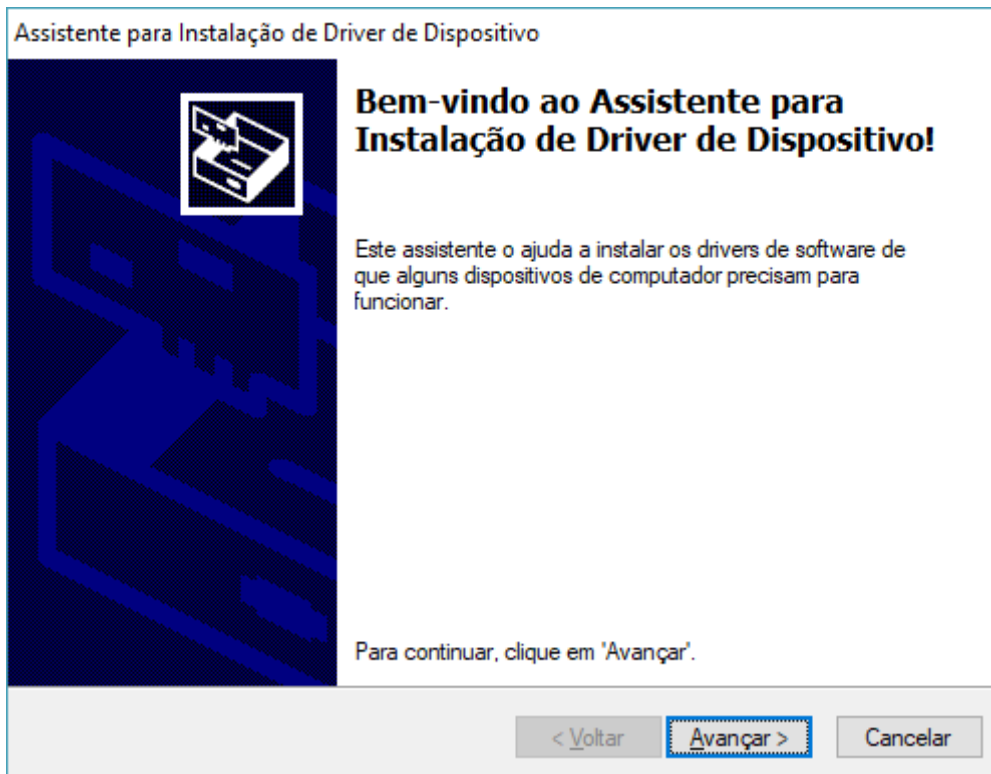 Assistente para Instalação de Driver de Dispositivo
Bem-vindo ao Assistente para
Instalação de Driver de Dispositivo!
Este assistente o ajuda a instalar os drivers de software de
que alguns dispositivos de computador precisam para
funcionar.
Para continuar, clique em 'Avançar'.
< Voltar
Avançar >
Cancelar